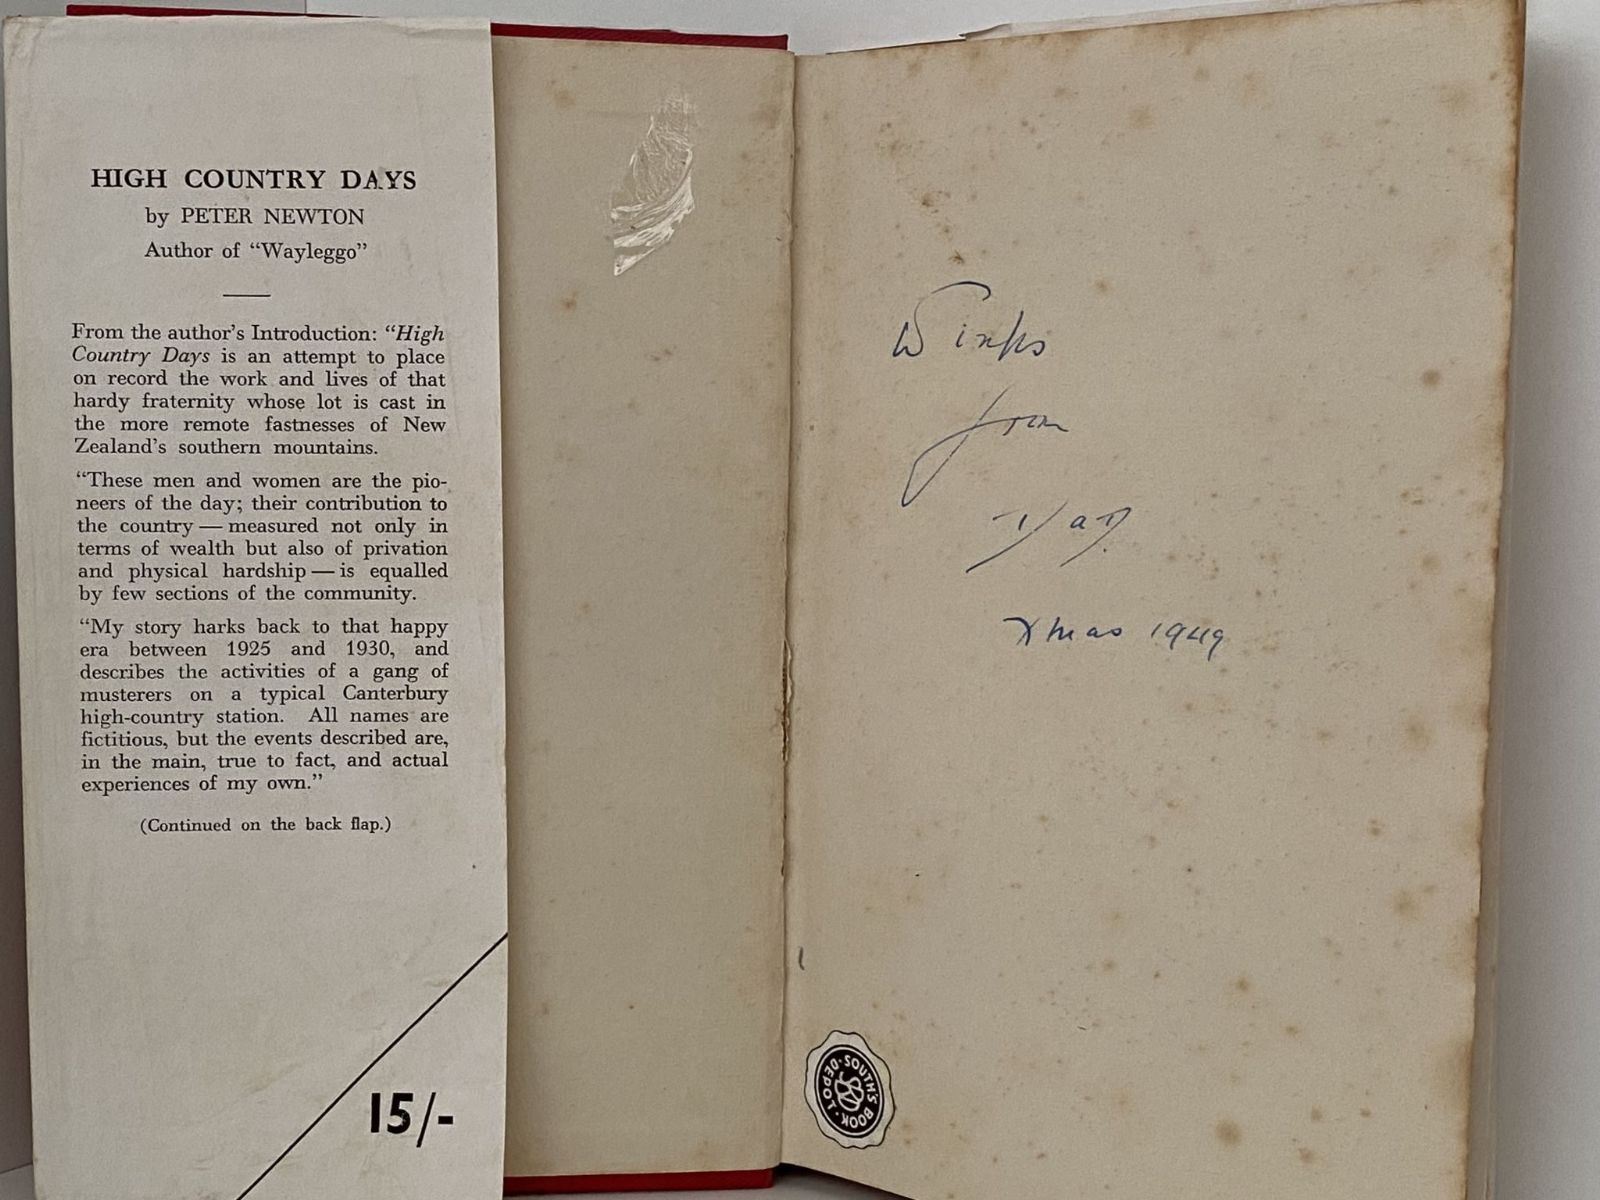 HIGH COUNTRY DAYS
by PETER NEWTON
Author of “Wayleggo”
From the author’s Introduction: “High
Country Days is an attempt to place
on record the work and lives of that
hardy fraternity whose lot is cast in
the more remote fastnesses of New
Zealand’s southern mountains.
“These men and women are the pio-
neers of the day; their contribution to
the country — measured not only in
terms of wealth but also of privation
and physical hardship — is equalled
by few sections of the community.
“My story harks back to that happy
era between 1925 and 1930, and
describes the activities of a gang of
musterers on a typical Canterbury
high-country station. All names are
fictitious, but the events described are,
in the main, true to fact, and actual
experiences of my own.”
(Continued on the back flap.)
15/-
Winks
from
Dad.
Xmas 1949
SOUTH'S BOOK DEPOT